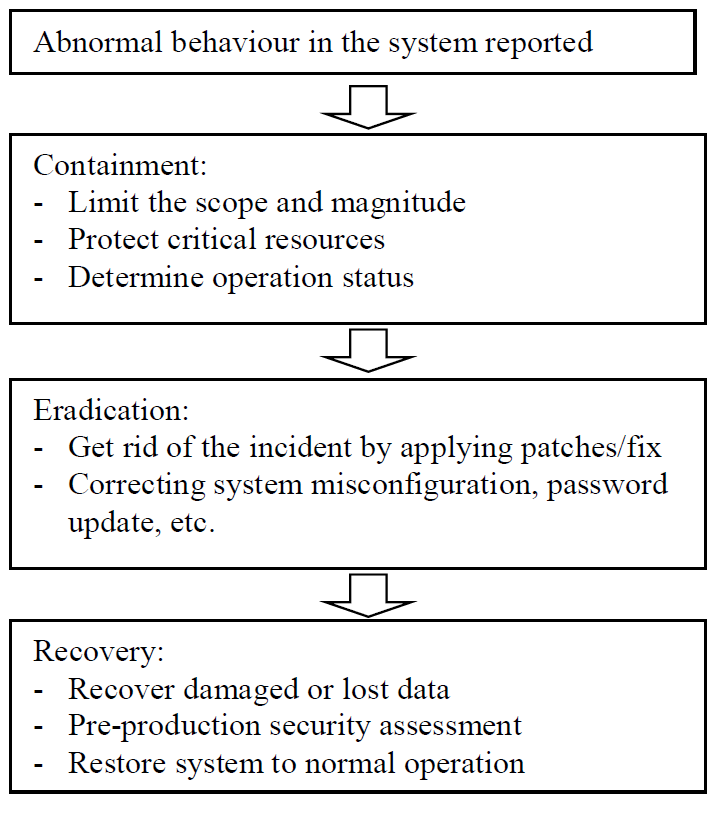 Abnormal behaviour in the system reported
Containment:
- Limit the scope and magnitude
- Protect critical resources
- Determine operation status
Eradication:
- Get rid of the incident by applying patches/fix
- Correcting system misconfiguration, password
update, etc.
Recovery:
- Recover damaged or lost data
- Pre-production security assessment
- Restore system to normal operation